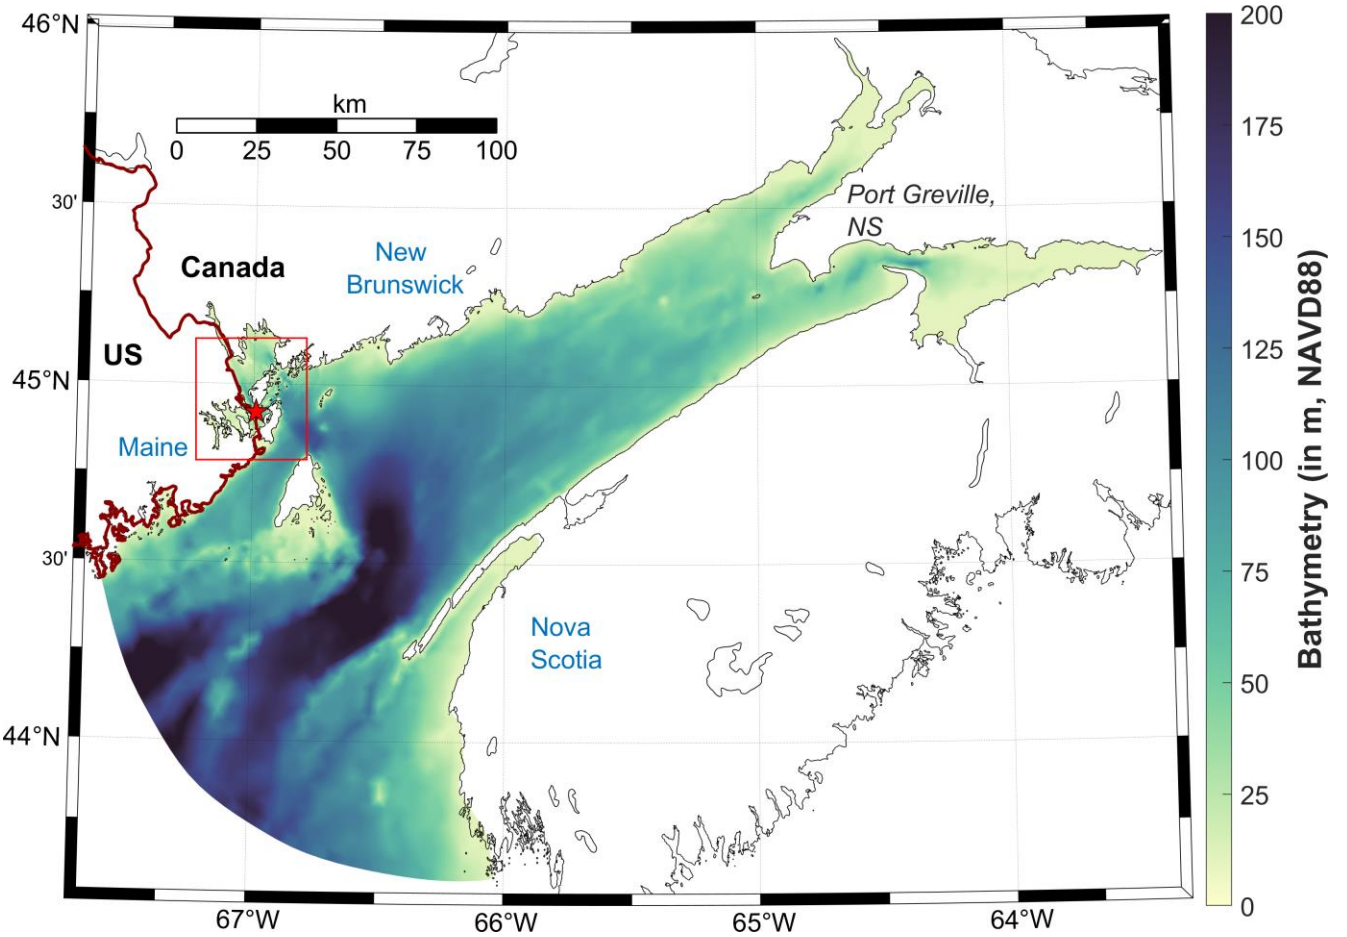 46°N
30'
45°N
30'
44°N
67°W
66°W
65°W
64°W
km
0 25 50 75 100
Canada
US
Maine
New
Brunswick
Port Greville,
NS
Nova
Scotia
200
175
150
125
100
75
50
25
0
Bathymetry (in m, NAVD88)